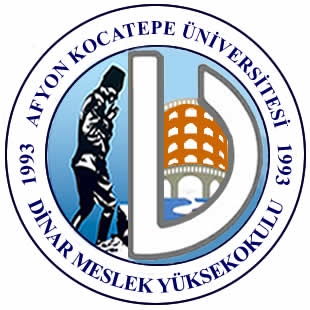 AFYON KOCATEPE ÜNİVERSİTESİ
1993 1993
DİNAR MESLEK YÜKSEKOKULU